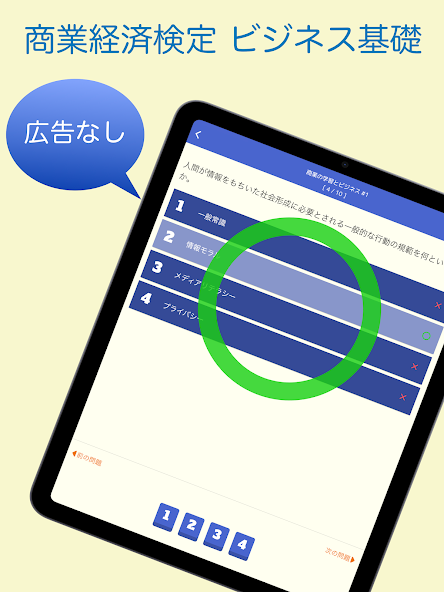 商業経済検定 ビジネス基礎
広告なし
商業の学習とビジネス #1
[ 4 / 10 ]
人間が情報をもちいた社会形成に必要とされる一般的な行動の規範を何とい
か。
1 一般常識
2 情報モラル
3 メディアリテラシー
4 プライバシー
前の問題
次の問題
1 2 3 4